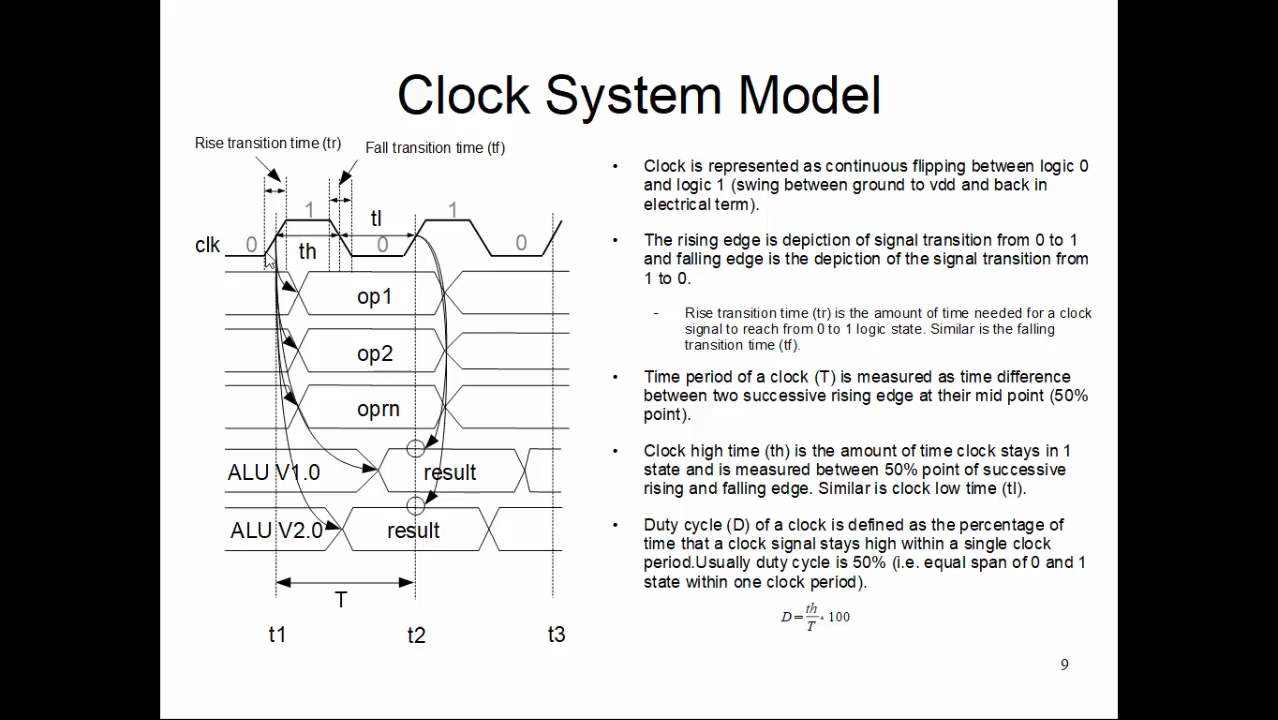 Clock System Model
Rise transition time (tr)
Fall transition time (tf)
1
tl
1
clk
0
th
0
0
op1
op2
oprn
ALU V1.0
result
ALU V2.0
result
T
t1
t2
t3
• Clock is represented as continuous flipping between logic 0
and logic 1 (swing between ground to vdd and back in
electrical term).
• The rising edge is depiction of signal transition from 0 to 1
and falling edge is the depiction of the signal transition from
1 to 0.
- Rise transition time (tr) is the amount of time needed for a clock
signal to reach from 0 to 1 logic state. Similar is the falling
transition time (tf).
• Time period of a clock (T) is measured as time difference
between two successive rising edge at their mid point (50%
point).
• Clock high time (th) is the amount of time clock stays in 1
state and is measured between 50% point of successive
rising and falling edge. Similar is clock low time (tl).
• Duty cycle (D) of a clock is defined as the percentage of
time that a clock signal stays high within a single clock
period.Usually duty cycle is 50% (i.e. equal span of 0 and 1
state within one clock period).
D=th/T*100
9